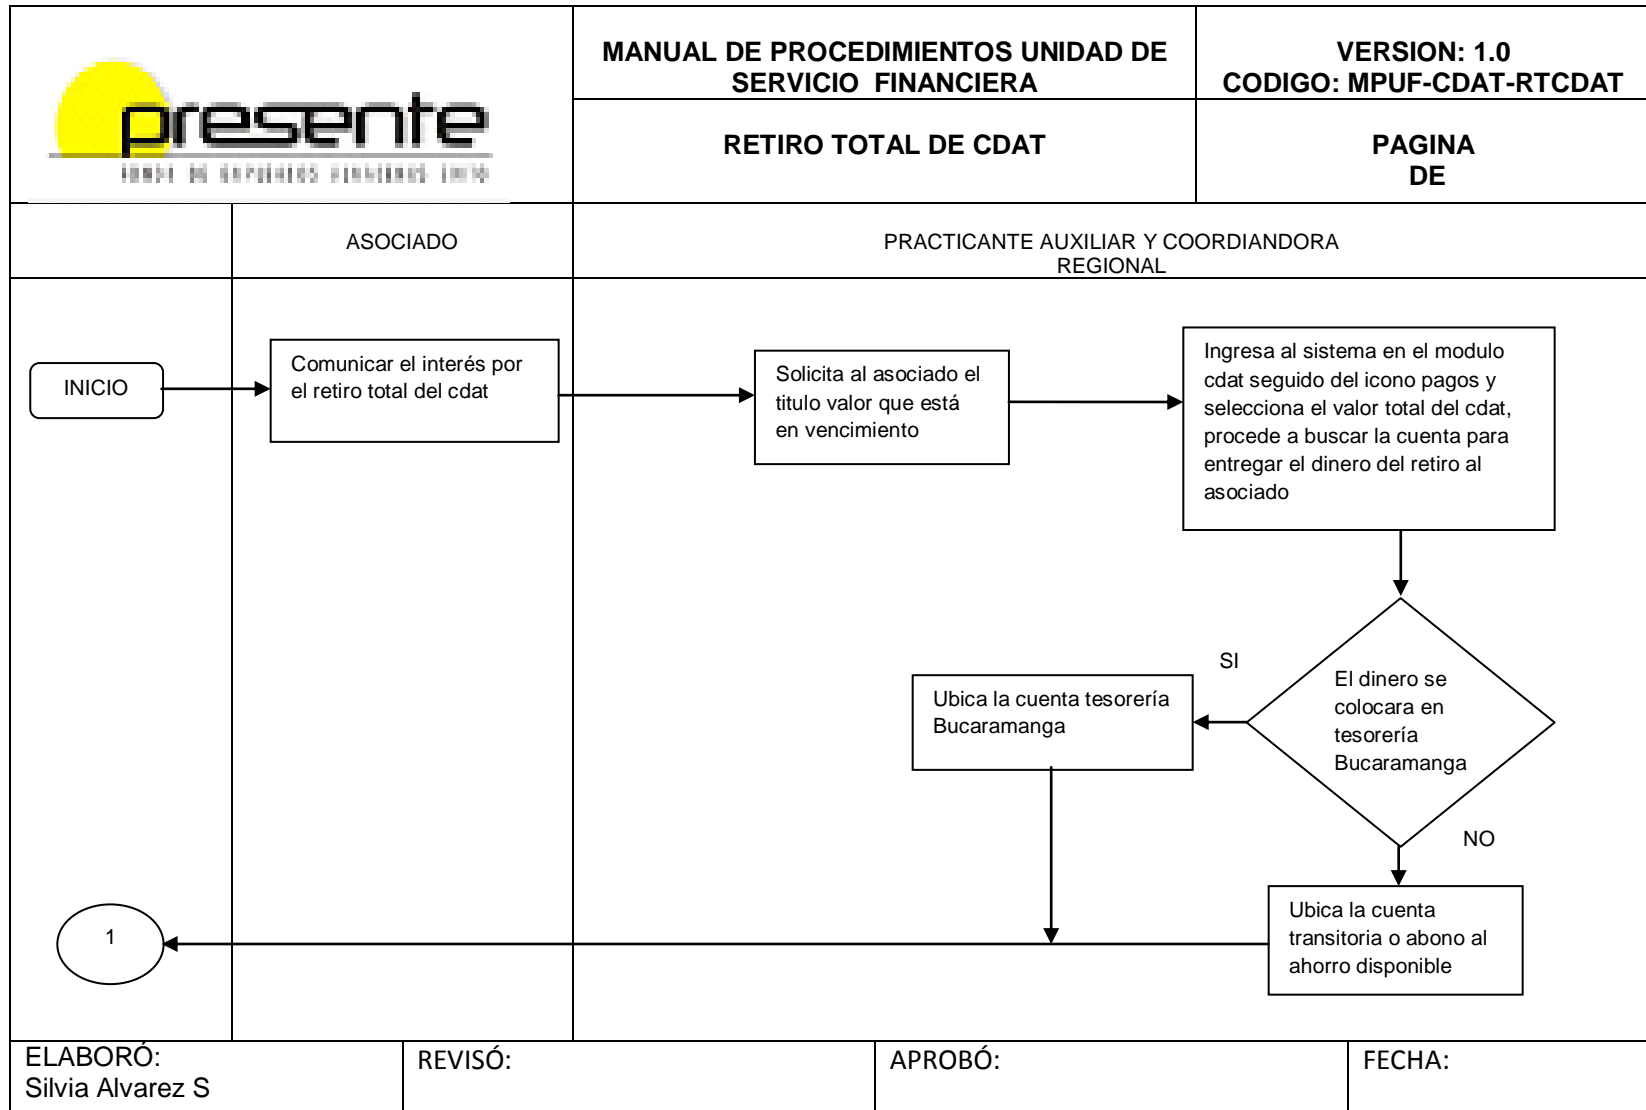 presente
MANUAL DE PROCEDIMIENTOS UNIDAD DE
SERVICIO FINANCIERA
VERSION: 1.0
CODIGO: MPUF-CDAT-RTCDAT
RETIRO TOTAL DE CDAT
PAGINA
DE
ASOCIADO
PRACTICANTE AUXILIAR Y COORDIANDORA
REGIONAL
INICIO
Comunicar el interés por
el retiro total del cdat
Solicita al asociado el
titulo valor que está
en vencimiento
Ingresa al sistema en el modulo
cdat seguido del icono pagos y
selecciona el valor total del cdat,
procede a buscar la cuenta para
entregar el dinero del retiro al
asociado
SI
El dinero se
colocara en
tesorería
Bucaramanga
Ubica la cuenta tesorería
Bucaramanga
NO
Ubica la cuenta
transitoria o abono al
ahorro disponible
1
ELABORÓ:
Silvia Alvarez S
REVISÓ:
APROBÓ:
FECHA: